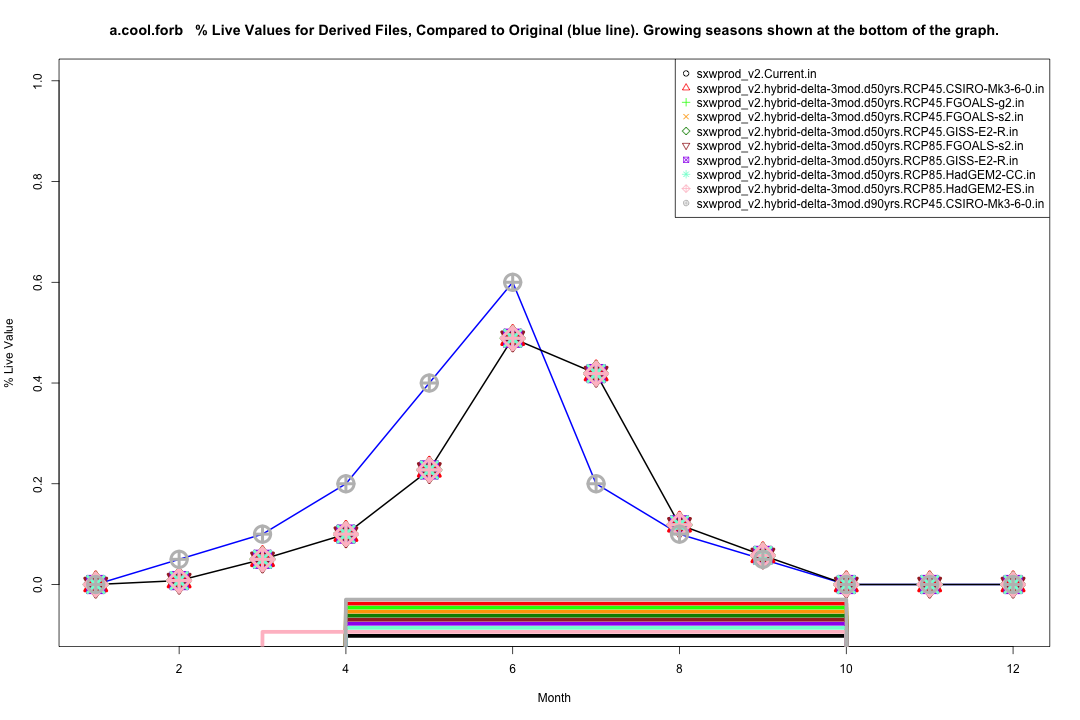 a.cool.forb   % Live Values for Derived Files, Compared to Original (blue line). Growing seasons shown at the bottom of the graph.
sxwprod_v2.Current.in
sxwprod_v2.hybrid-delta-3mod.d50yrs.RCP45.CSIRO-Mk3-6-0.in
sxwprod_v2.hybrid-delta-3mod.d50yrs.RCP45.FGOALS-g2.in
sxwprod_v2.hybrid-delta-3mod.d50yrs.RCP45.FGOALS-s2.in
sxwprod_v2.hybrid-delta-3mod.d50yrs.RCP45.GISS-E2-R.in
sxwprod_v2.hybrid-delta-3mod.d50yrs.RCP85.FGOALS-s2.in
sxwprod_v2.hybrid-delta-3mod.d50yrs.RCP85.GISS-E2-R.in
sxwprod_v2.hybrid-delta-3mod.d50yrs.RCP85.HadGEM2-CC.in
sxwprod_v2.hybrid-delta-3mod.d50yrs.RCP85.HadGEM2-ES.in
sxwprod_v2.hybrid-delta-3mod.d90yrs.RCP45.CSIRO-Mk3-6-0.in
% Live Value
1.0
0.8
0.6
0.4
0.2
0.0
2 4 6 8 10 12
Month